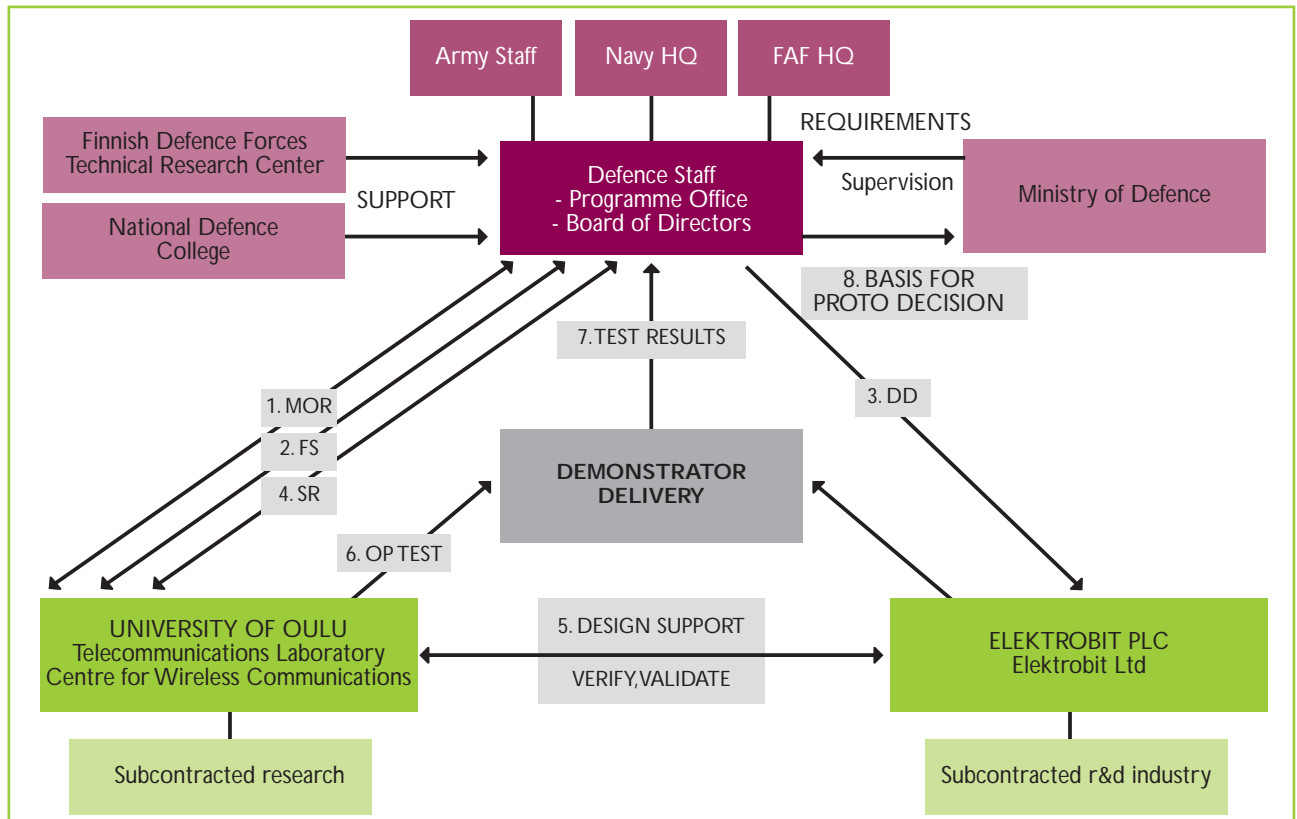 Army Staff
Navy HQ
FAF HQ
Finnish Defence Forces
Technical Research Center
SUPPORT
National Defence
College
Defence Staff
- Programme Office
- Board of Directors
REQUIREMENTS
Supervision
Ministry of Defence
8. BASIS FOR
PROTO DECISION
7. TEST RESULTS
3. DD
1. MOR
2. FS
4. SR
DEMONSTRATOR
DELIVERY
6. OP TEST
UNIVERSITY OF OULU
Telecommunications Laboratory
Centre for Wireless Communications
5. DESIGN SUPPORT
VERIFY,VALIDATE
ELEKTROBIT PLC
Elektrobit Ltd
Subcontracted research
Subcontracted r&d industry